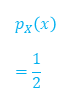 p_X(x)
= 1/2